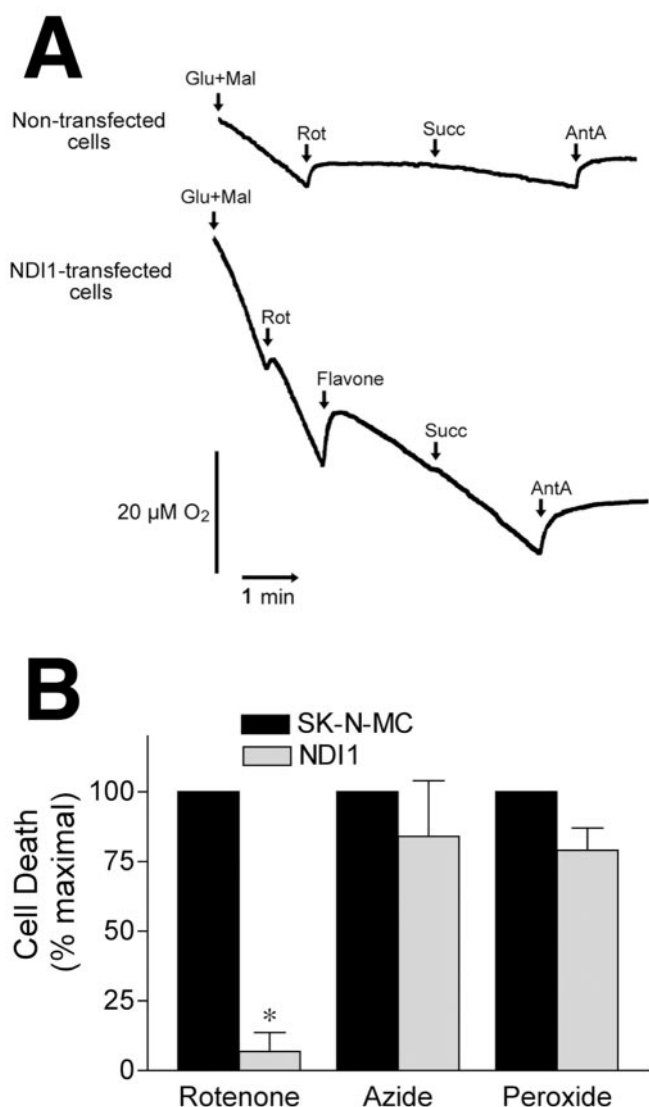 A
Glu+Mal
Non-transfected
cells
Rot
Succ
AntA
Glu+Mal
NDI1-transfected
cells
Rot
Flavone
Succ
AntA
20 µM O₂
1 min
B
SK-N-MC
NDI1
Cell Death
(% maximal)
100
75
50
25
0
*
Rotenone
Azide
Peroxide